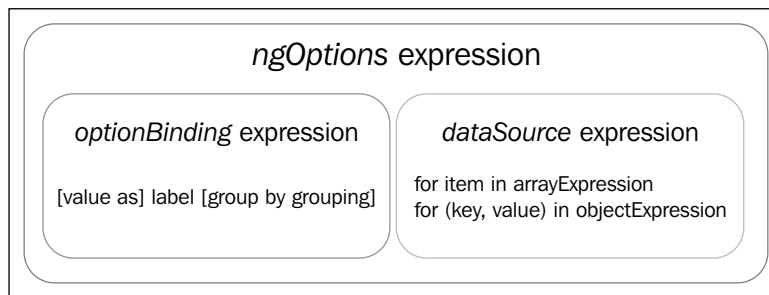 ngOptions expression
optionBinding expression
[value as] label [group by grouping]
dataSource expression
for item in arrayExpression
for (key, value) in objectExpression